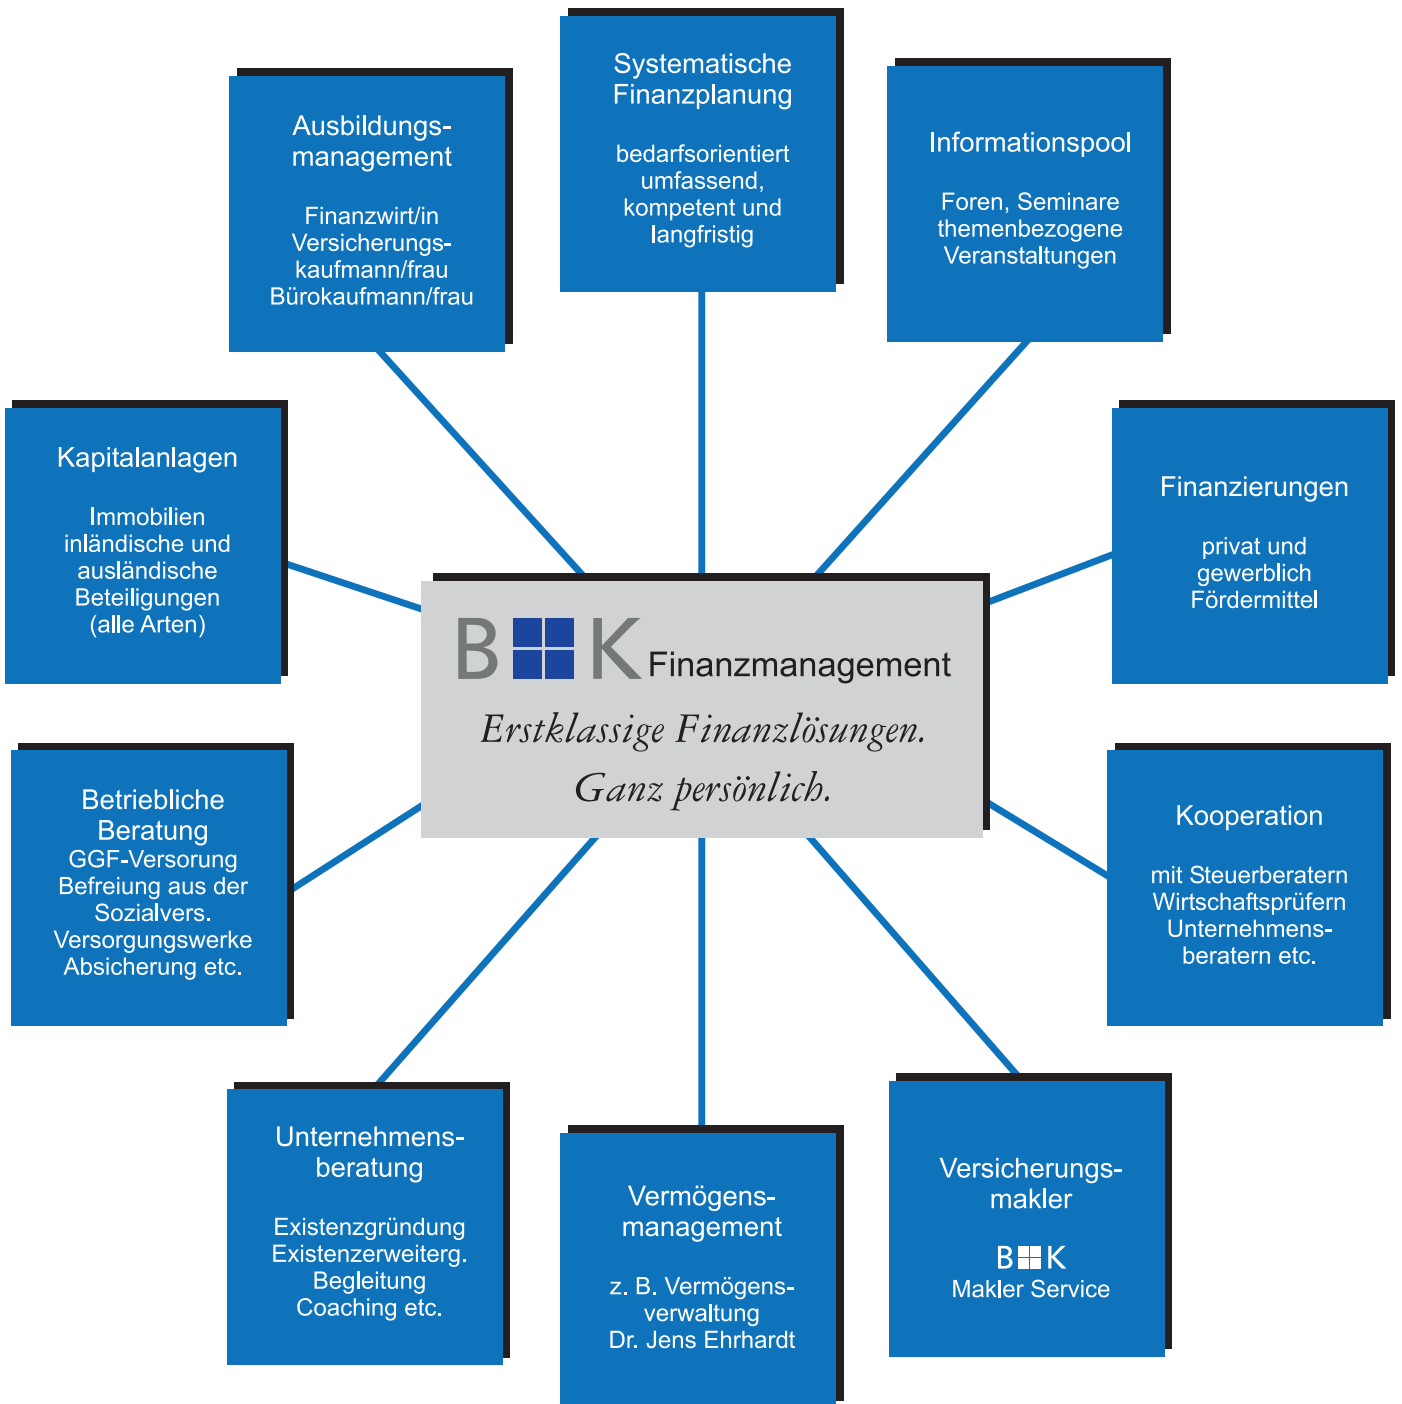 Systematische
Finanzplanung
bedarfsorientiert
umfassend,
kompetent und
langfristig
Ausbildungs-
management
Finanzwirt/in
Versicherungs-
kaufmann/frau
Bürokaufmann/frau
Informationspool
Foren, Seminare
themenbezogene
Veranstaltungen
Kapitalanlagen
Immobilien
inländische und
ausländische
Beteiligungen
(alle Arten)
Finanzierungen
privat und
gewerblich
Fördermittel
B K Finanzmanagement
Erstklassige Finanzlösungen.
Ganz persönlich.
Betriebliche
Beratung
GGF-Versorung
Befreiung aus der
Sozialvers.
Versorgungswerke
Absicherung etc.
Kooperation
mit Steuerberatern
Wirtschaftsprüfern
Unternehmens-
beratern etc.
Unternehmens-
beratung
Existenzgründung
Existenzerweiterg.
Begleitung
Coaching etc.
Vermögens-
management
z. B. Vermögens-
verwaltung
Dr. Jens Ehrhardt
Versicherungs-
makler
B K
Makler Service